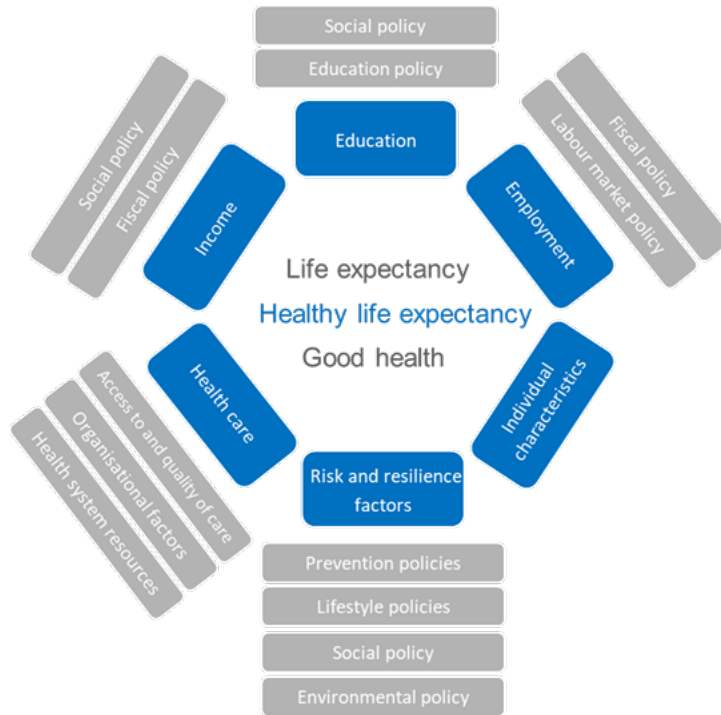 Social policy
Education policy
Education
Social policy
Fiscal policy
Income
Fiscal policy
Labour market policy
Employment
Life expectancy
Healthy life expectancy
Good health
Individual
characteristics
Health care
Access to and quality of care
Organisational factors
Health system resources
Risk and resilience
factors
Prevention policies
Lifestyle policies
Social policy
Environmental policy